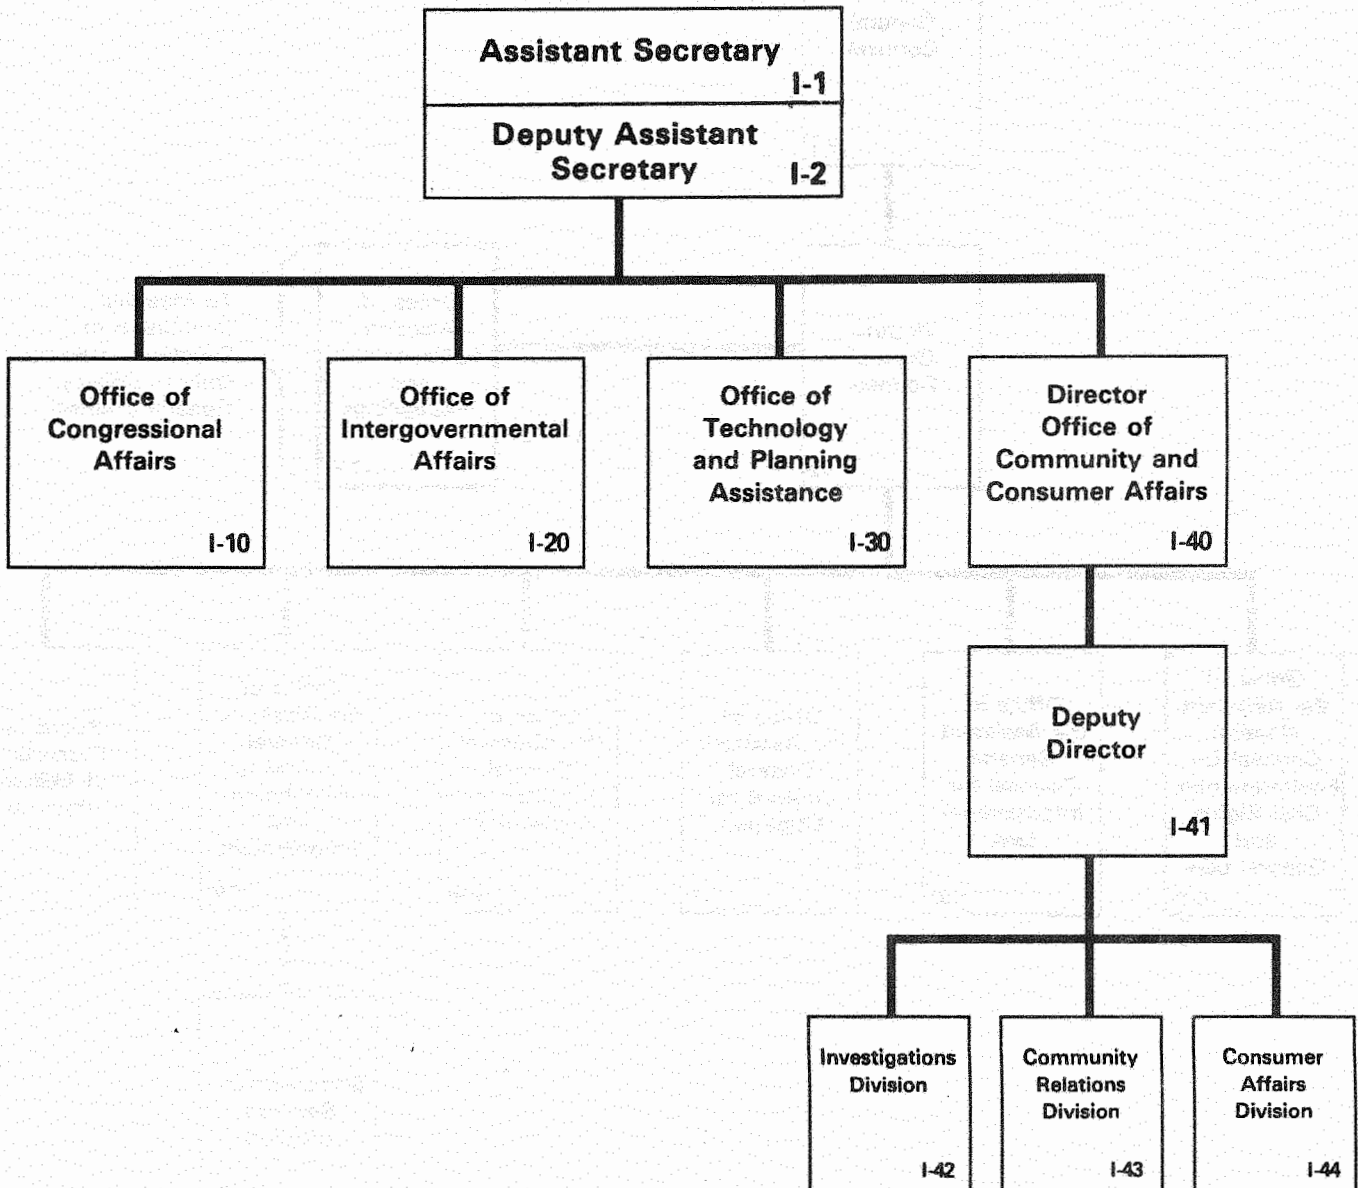 Assistant Secretary
I-1
Deputy Assistant
Secretary
I-2
Office of
Congressional
Affairs
I-10
Office of
Intergovernmental
Affairs
I-20
Office of
Technology
and Planning
Assistance
I-30
Director
Office of
Community and
Consumer Affairs
I-40
Deputy
Director
I-41
Investigations
Division
I-42
Community
Relations
Division
I-43
Consumer
Affairs
Division
I-44